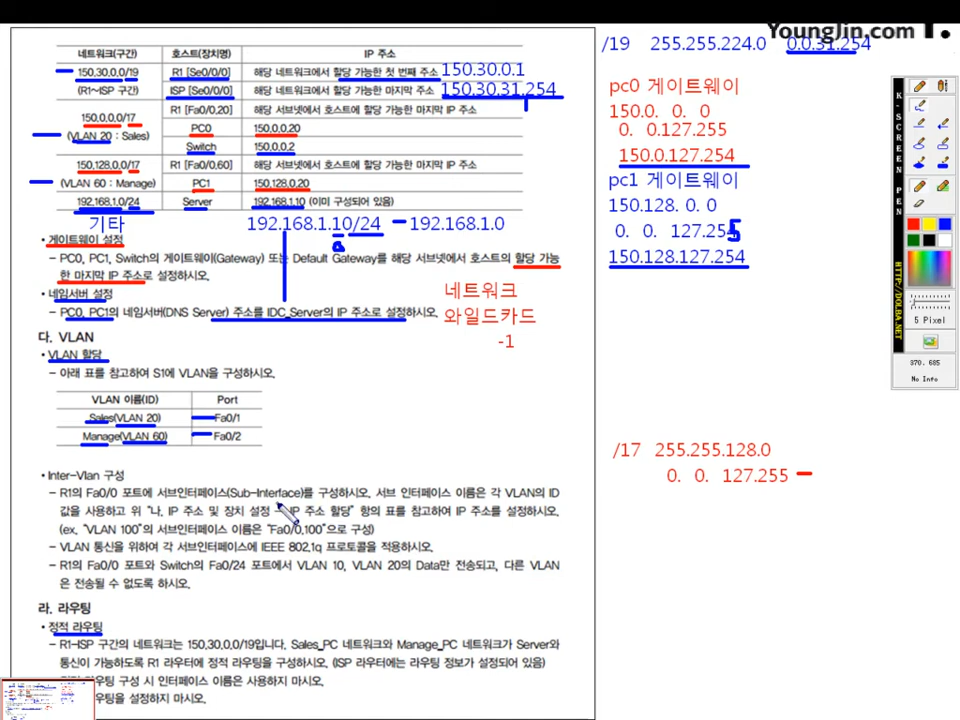 YoungJin.com
네트워크(구간) 호스트(장치명) IP 주소
150.30.0.0/19 R1 [Se0/0/0] 해당 네트워크에서 할당 가능한 첫 번째 주소 150.30.0.1
(R1~ISP 구간) ISP [Se0/0/0] 해당 네트워크에서 할당 가능한 마지막 주소 150.30.31.254
R1 [Fa0/0.20] 해당 서브넷에서 호스트에 할당 가능한 마지막 IP 주소
150.0.0.0/17 PC0 150.0.0.20
(VLAN 20 : Sales) Switch 150.0.0.2
150.128.0.0/17 R1 [Fa0/0.60] 해당 서브넷에서 호스트에 할당 가능한 마지막 IP 주소
(VLAN 60 : Manage) PC1 150.128.0.20
192.168.1.0/24 Server 192.168.1.10 (이미 구성되어 있음)
기타 192.168.1.10/24 192.168.1.0
• 게이트웨이 설정
– PC0, PC1, Switch의 게이트웨이(Gateway) 또는 Default Gateway를 해당 서브넷에서 호스트의 할당 가능
한 마지막 IP 주소로 설정하시오.
• 네임서버 설정
– PC0, PC1의 네임서버(DNS Server) 주소를 IDC_Server의 IP 주소로 설정하시오.
네트워크
와일드카드
-1
다. VLAN
• VLAN 할당
– 아래 표를 참고하여 S1에 VLAN을 구성하시오.
VLAN 이름(ID) Port
Sales(VLAN 20) Fa0/1
Manage(VLAN 60) Fa0/2
• Inter-Vlan 구성
– R1의 Fa0/0 포트에 서브인터페이스(Sub-Interface)를 구성하시오. 서브 인터페이스 이름은 각 VLAN의 ID
값을 사용하고 위 “나. IP 주소 및 장치 설정 – IP 주소 할당” 항의 표를 참고하여 IP 주소를 설정하시오.
(ex. “VLAN 100”의 서브인터페이스 이름은 “Fa0/0.100”으로 구성)
– VLAN 통신을 위하여 각 서브인터페이스에 IEEE 802.1q 프로토콜을 적용하시오.
– R1의 Fa0/0 포트와 Switch의 Fa0/24 포트에서 VLAN 10, VLAN 20의 Data만 전송되고, 다른 VLAN
은 전송될 수 없도록 하시오.
라. 라우팅
• 정적 라우팅
– R1-ISP 구간의 네트워크는 150.30.0.0/19입니다. Sales_PC 네트워크와 Manage_PC 네트워크가 Server와
통신이 가능하도록 R1 라우터에 정적 라우팅을 구성하시오. (ISP 라우터에는 라우팅 정보가 설정되어 있음)
라우팅 구성 시 인터페이스 이름은 사용하지 마시오.
라우팅을 설정하지 마시오.
/19 255.255.224.0 0.0.31.254
pc0 게이트웨이
150.0. 0. 0
0. 0.127.255
150.0.127.254
pc1 게이트웨이
150.128. 0. 0
0. 0. 127.255
150.128.127.254
/17 255.255.128.0
0. 0. 127.255
K-SCREEN PEN
HTTP://DOLBA.NET
5 Pixel
370, 685
No Info